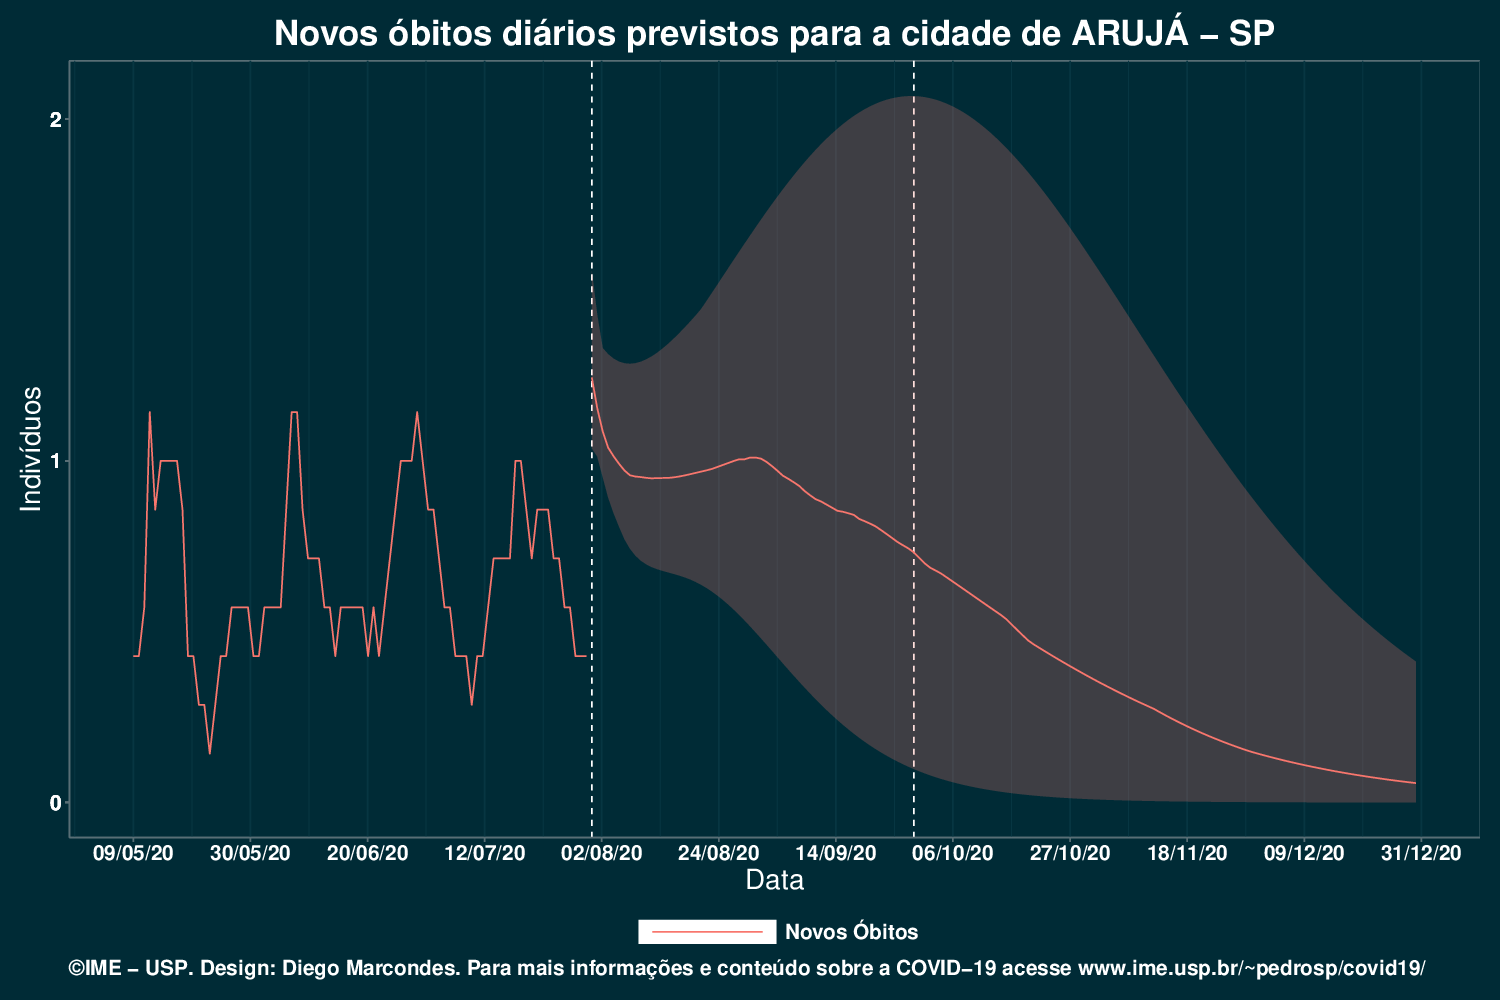 Novos óbitos diários previstos para a cidade de ARUJÁ – SP
Indivíduos
2
1
0
09/05/20 30/05/20 20/06/20 12/07/20 02/08/20 24/08/20 14/09/20 06/10/20 27/10/20 18/11/20 09/12/20 31/12/20
Data
Novos Óbitos
©IME – USP. Design: Diego Marcondes. Para mais informações e conteúdo sobre a COVID–19 acesse www.ime.usp.br/~pedrosp/covid19/